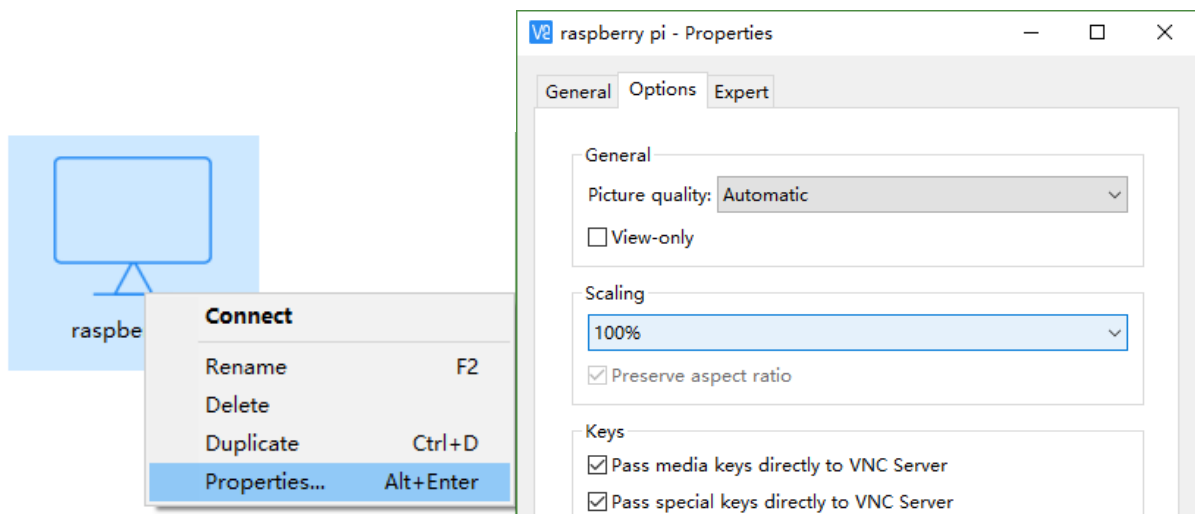 raspbe
Connect
Rename F2
Delete
Duplicate Ctrl+D
Properties... Alt+Enter
raspberry pi - Properties
General Options Expert
General
Picture quality: Automatic
View-only
Scaling
100%
Preserve aspect ratio
Keys
Pass media keys directly to VNC Server
Pass special keys directly to VNC Server